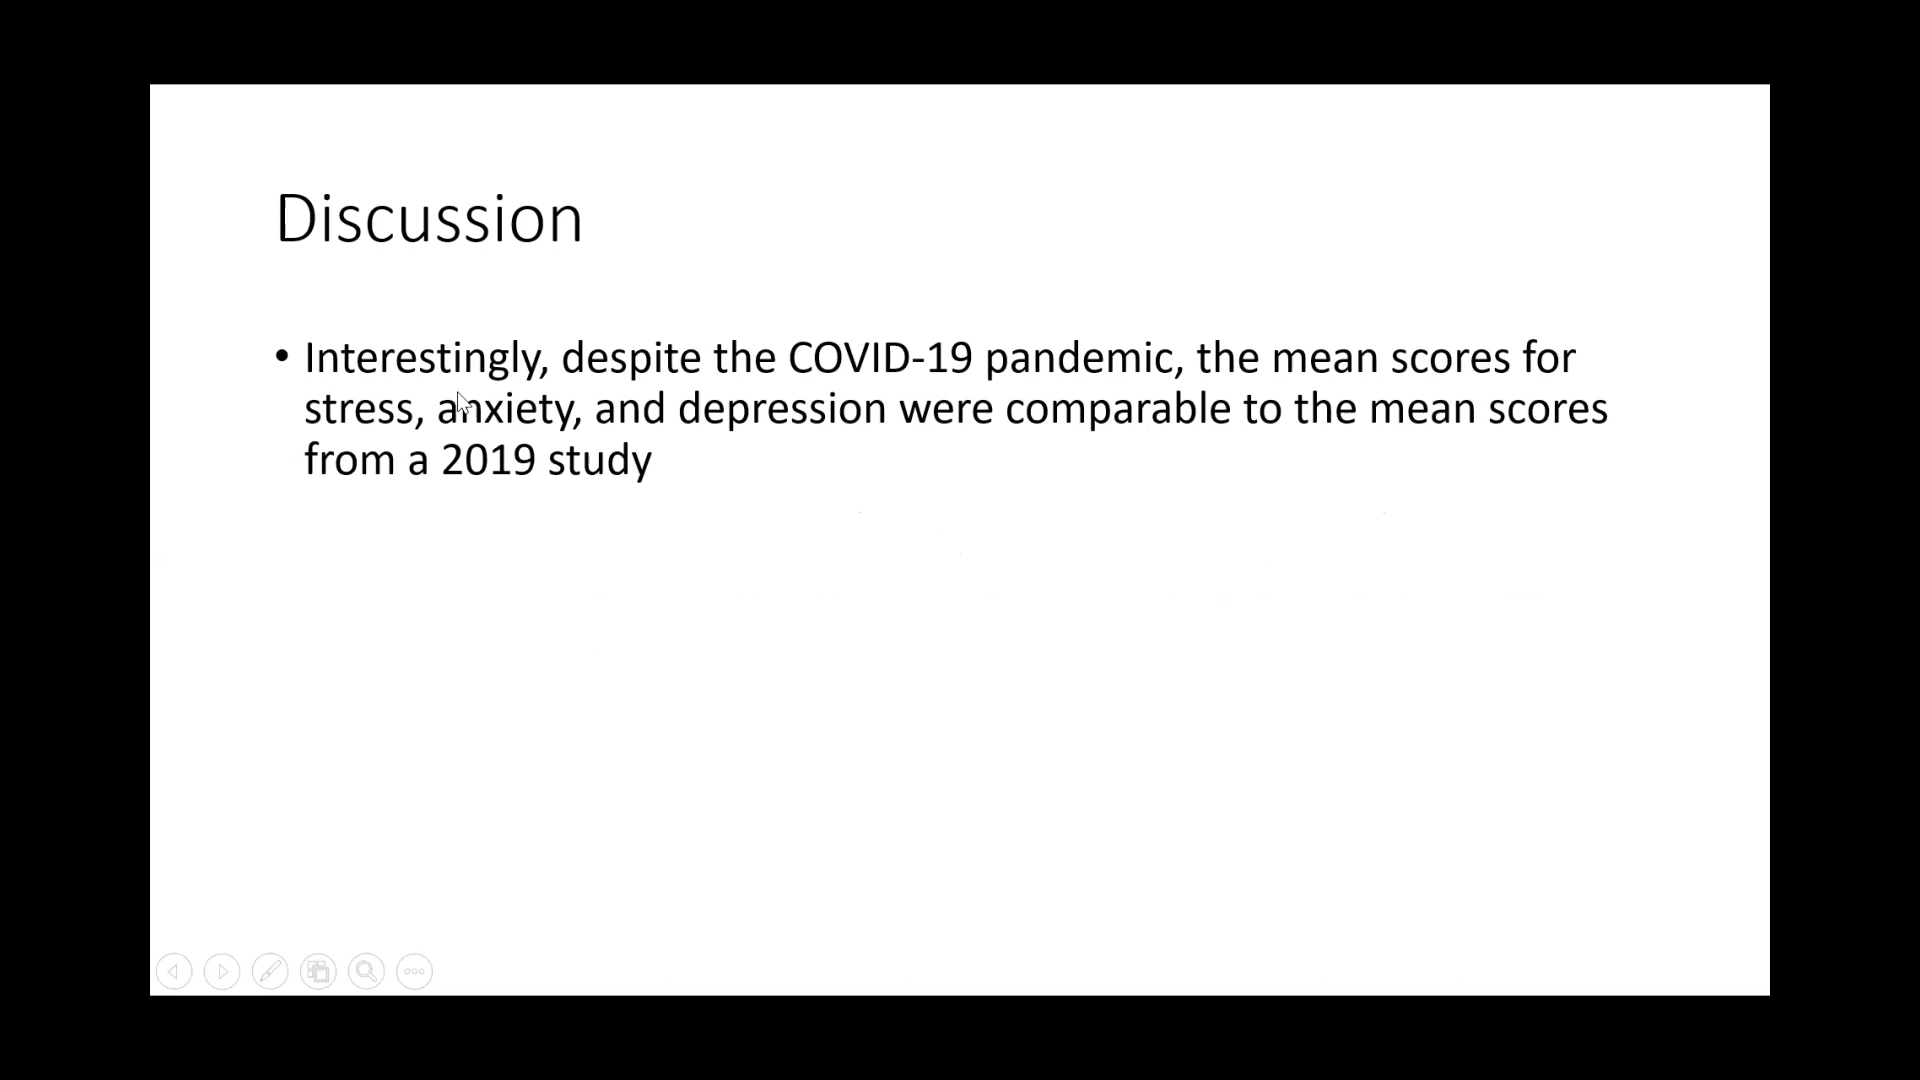 Discussion
• Interestingly, despite the COVID-19 pandemic, the mean scores for
stress, anxiety, and depression were comparable to the mean scores
from a 2019 study